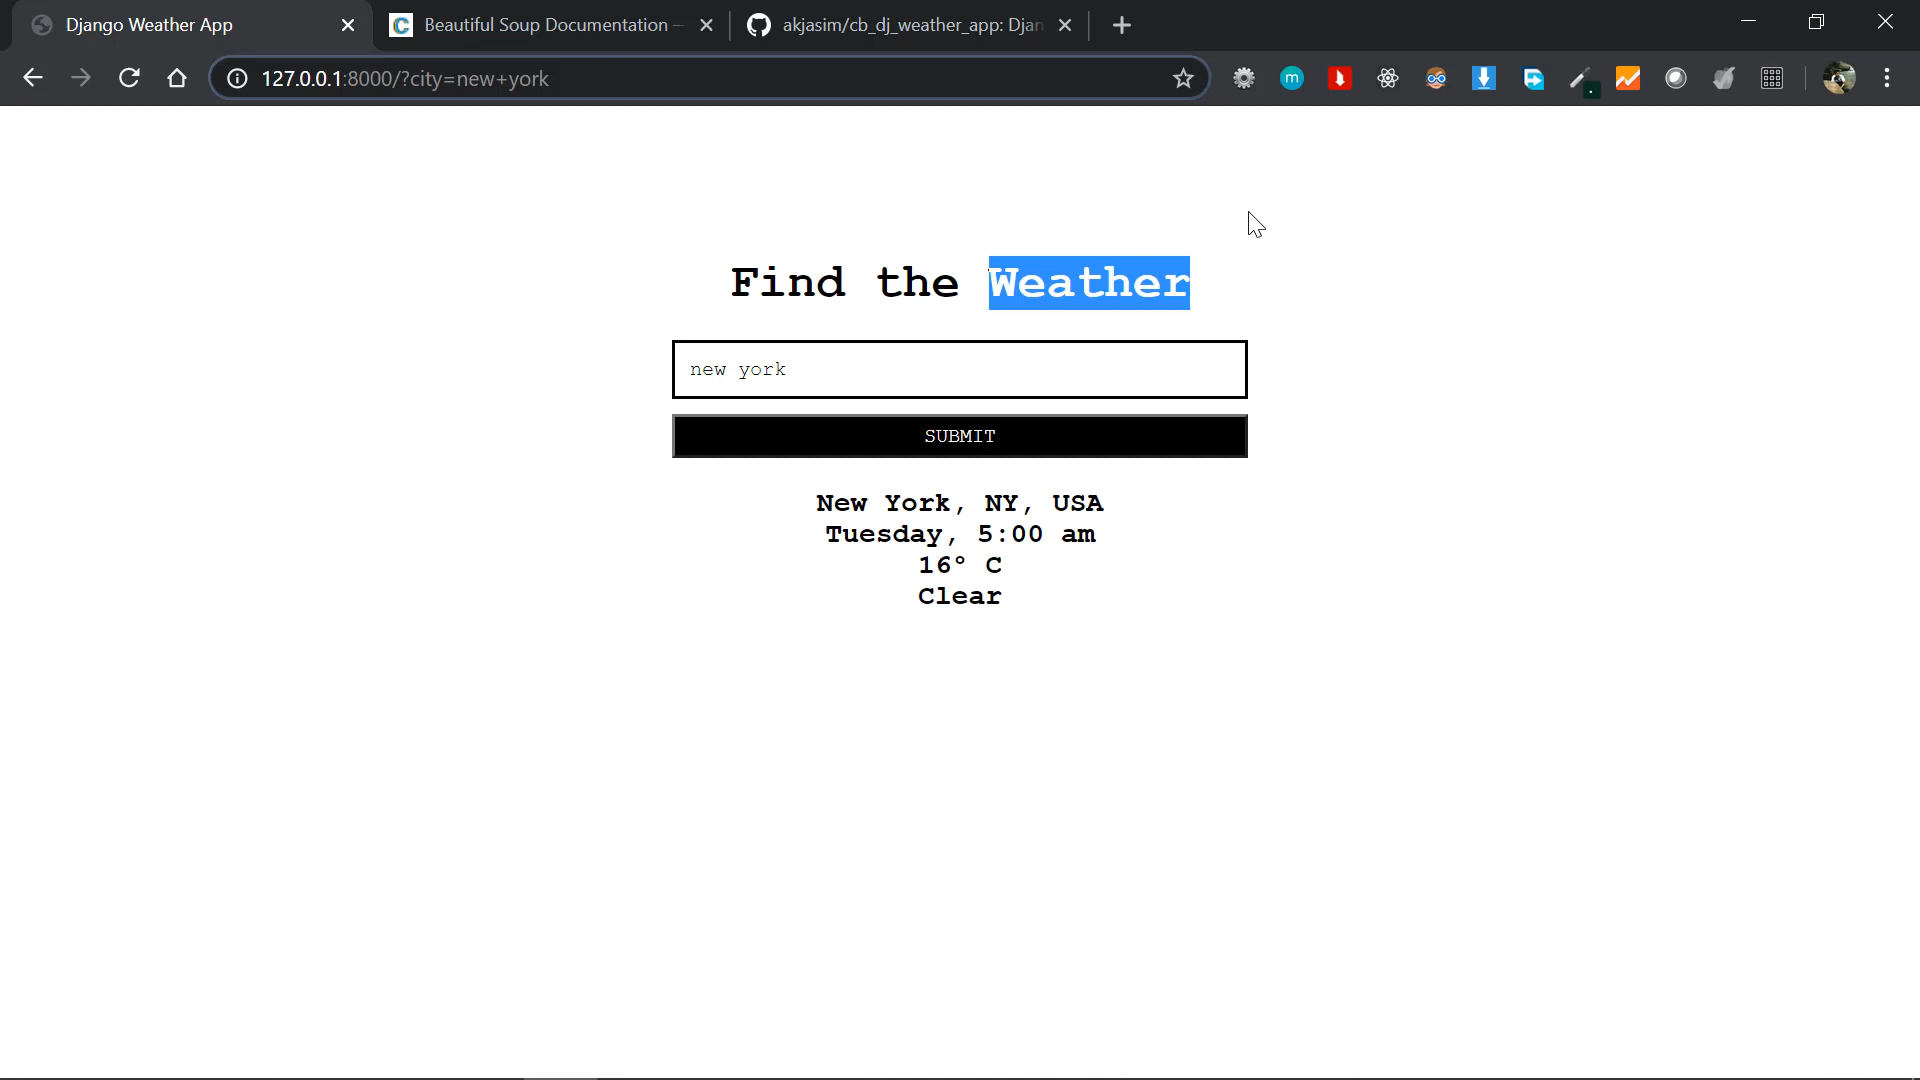 Django Weather App
Beautiful Soup Documentation —
akjasim/cb_dj_weather_app: Djan
127.0.0.1:8000/?city=new+york
m
Find the Weather
new york
SUBMIT
New York, NY, USA
Tuesday, 5:00 am
16° C
Clear